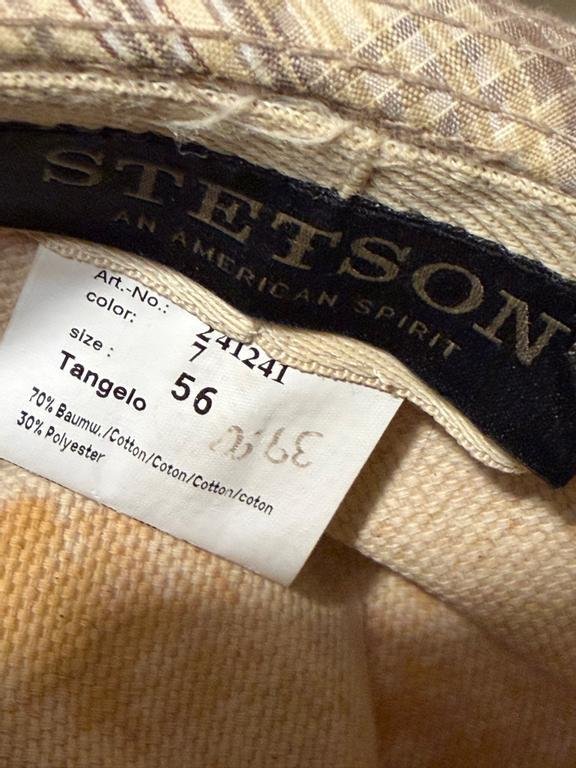 STETSON
AN AMERICAN SPIRIT
Art.-No.: 241241
color: 7
size: 56
Tangelo
70% Baumw./Cotton/Coton/Cotton/coton
30% Polyester